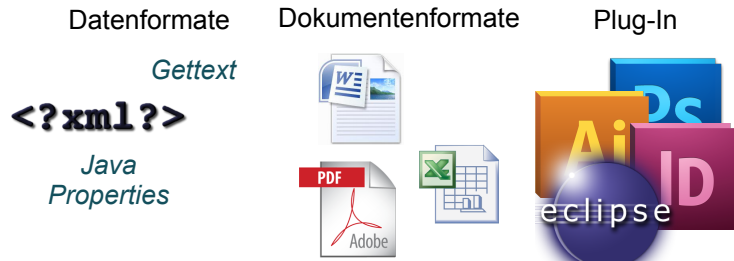 Datenformate
Dokumentenformate
Plug-In
Gettext
<?xml?>
Java
Properties
W
PDF
Adobe
X
Ps
Ai
ID
eclipse